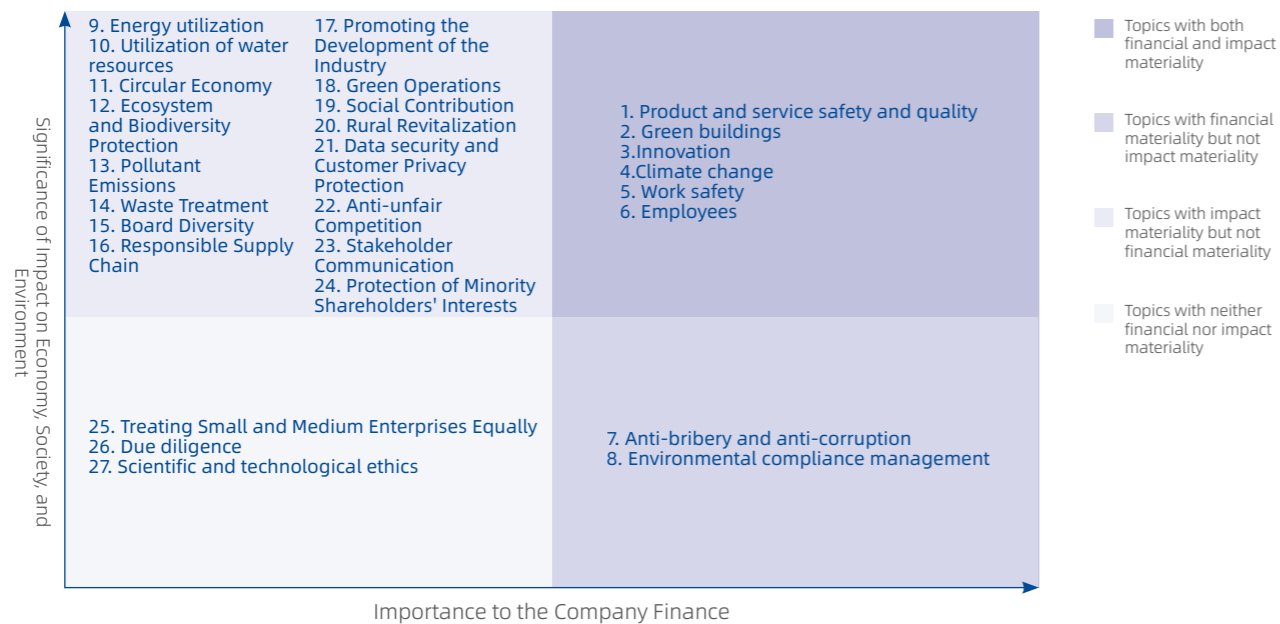 Significance of Impact on Economy, Society, and
Environment
9. Energy utilization
10. Utilization of water
resources
11. Circular Economy
12. Ecosystem
and Biodiversity
Protection
13. Pollutant
Emissions
14. Waste Treatment
15. Board Diversity
16. Responsible Supply
Chain
17. Promoting the
Development of the
Industry
18. Green Operations
19. Social Contribution
20. Rural Revitalization
21. Data security and
Customer Privacy
Protection
22. Anti-unfair
Competition
23. Stakeholder
Communication
24. Protection of Minority
Shareholders' Interests
1. Product and service safety and quality
2. Green buildings
3.Innovation
4.Climate change
5. Work safety
6. Employees
25. Treating Small and Medium Enterprises Equally
26. Due diligence
27. Scientific and technological ethics
7. Anti-bribery and anti-corruption
8. Environmental compliance management
Importance to the Company Finance
Topics with both
financial and impact
materiality
Topics with financial
materiality but not
impact materiality
Topics with impact
materiality but not
financial materiality
Topics with neither
financial nor impact
materiality